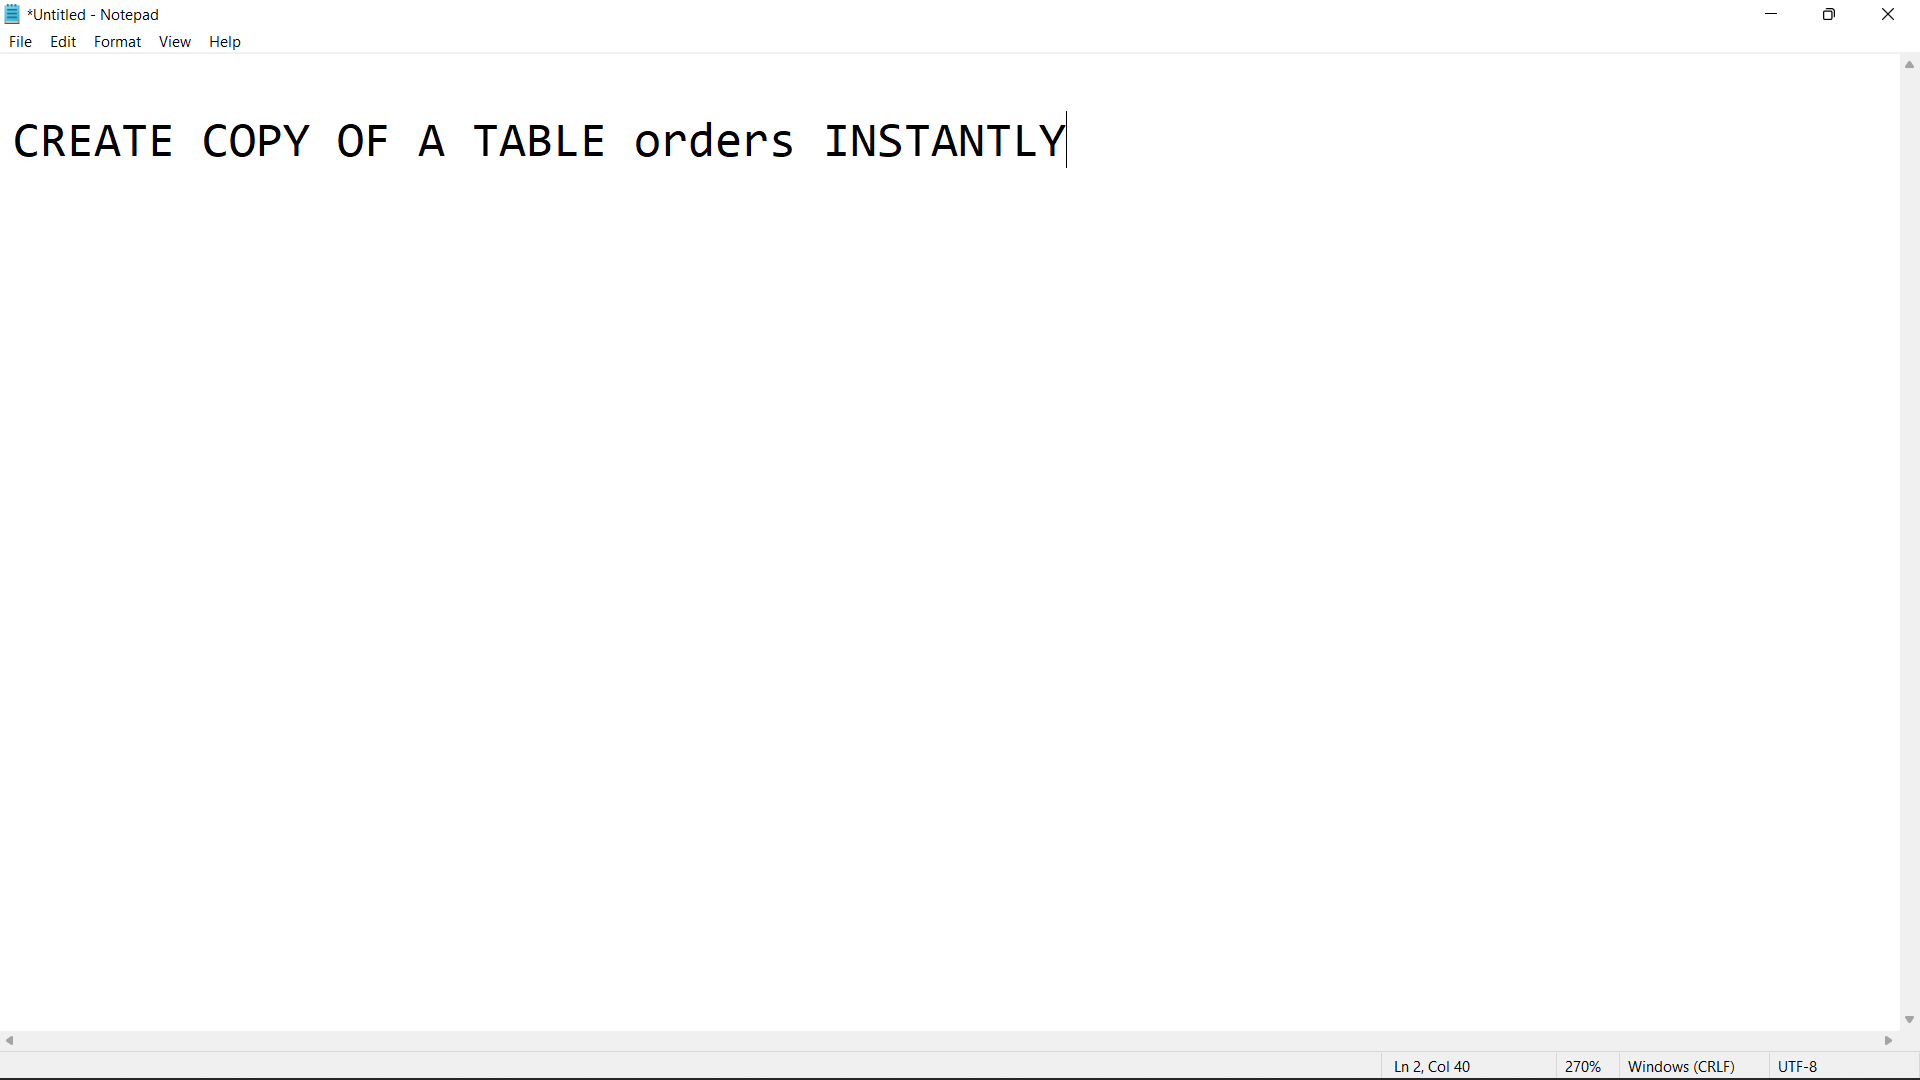 *Untitled - Notepad
File Edit Format View Help
CREATE COPY OF A TABLE orders INSTANTLY
Ln 2, Col 40 270% Windows (CRLF) UTF-8